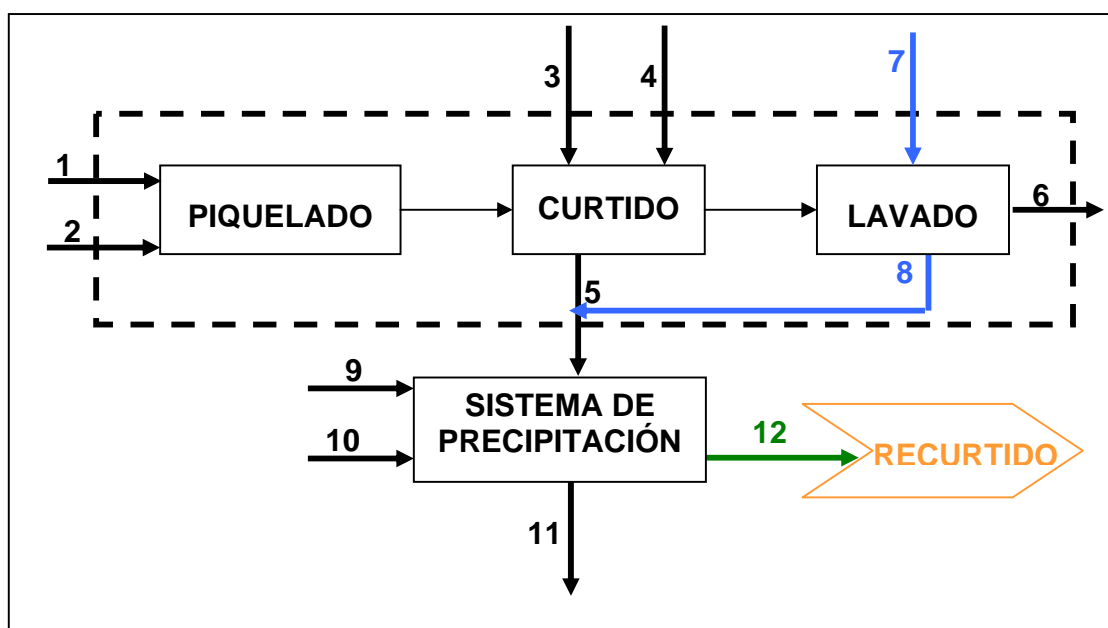 3
4
7
1
PIQUELADO
CURTIDO
LAVADO
6
2
5
8
9
SISTEMA DE
PRECIPITACIÓN
10
12
RECURTIDO
11